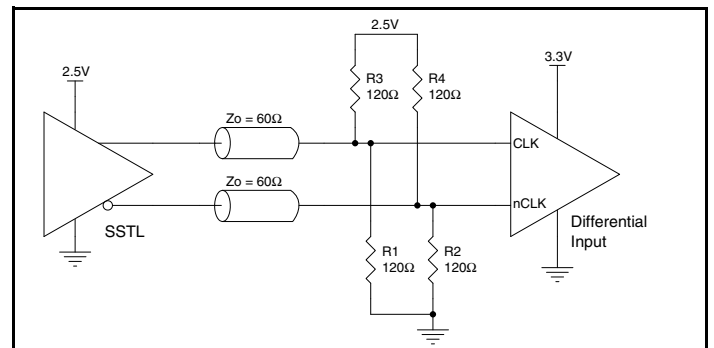 2.5V
2.5V
R3
120Ω
R4
120Ω
3.3V
Zo = 60Ω
CLK
Zo = 60Ω
nCLK
SSTL
Differential
Input
R1
120Ω
R2
120Ω